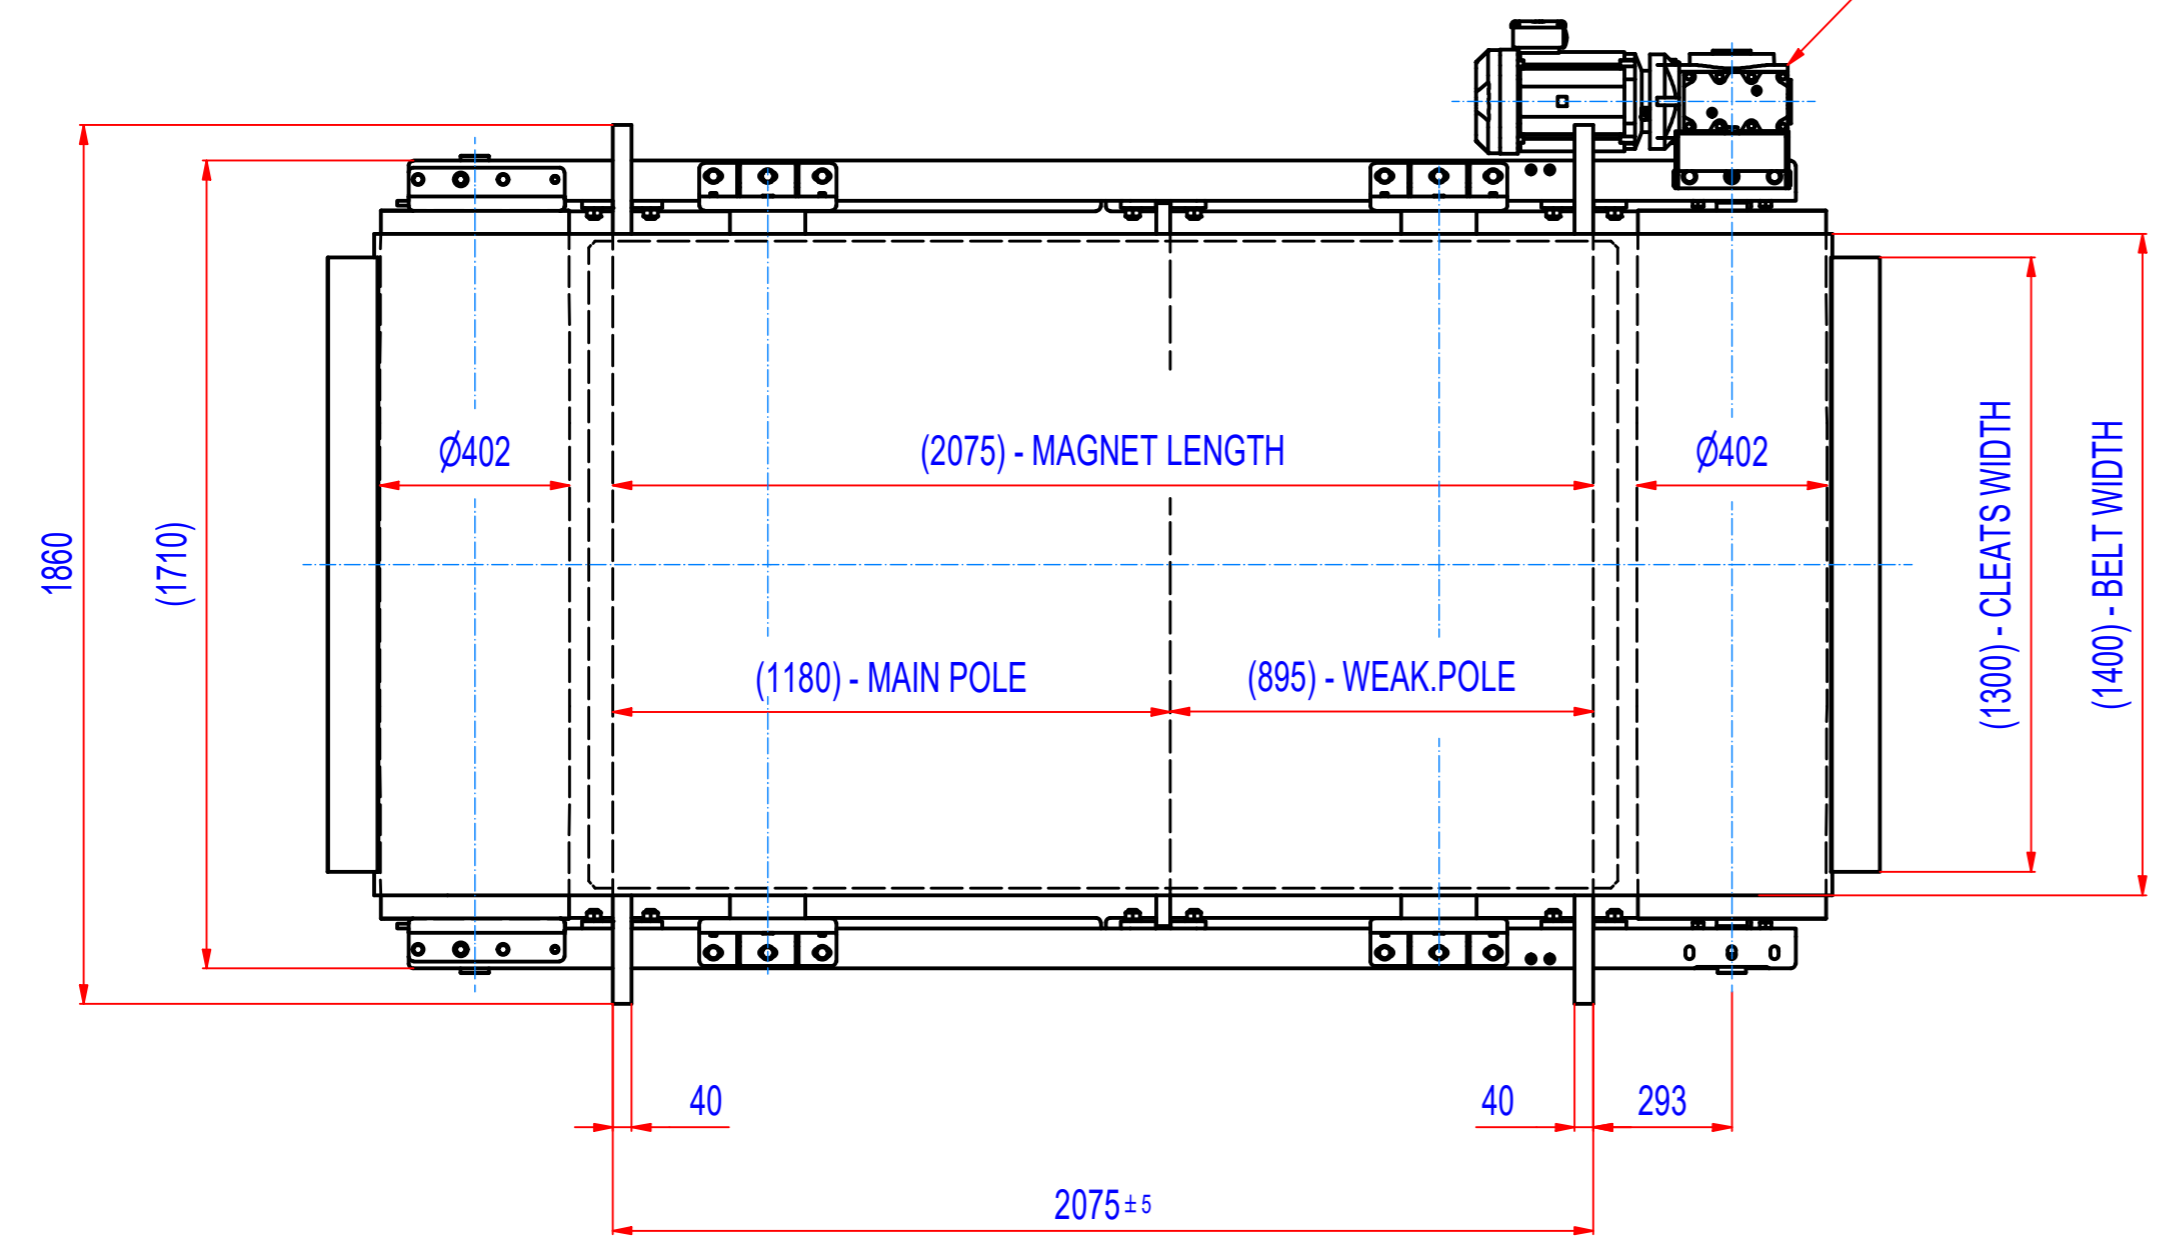 Ø402
(2075) - MAGNET LENGTH
Ø402
1860
(1710)
(1300) - CLEATS WIDTH
(1400) - BELT WIDTH
(1180) - MAIN POLE
(895) - WEAK.POLE
40
40
293
2075 ± 5